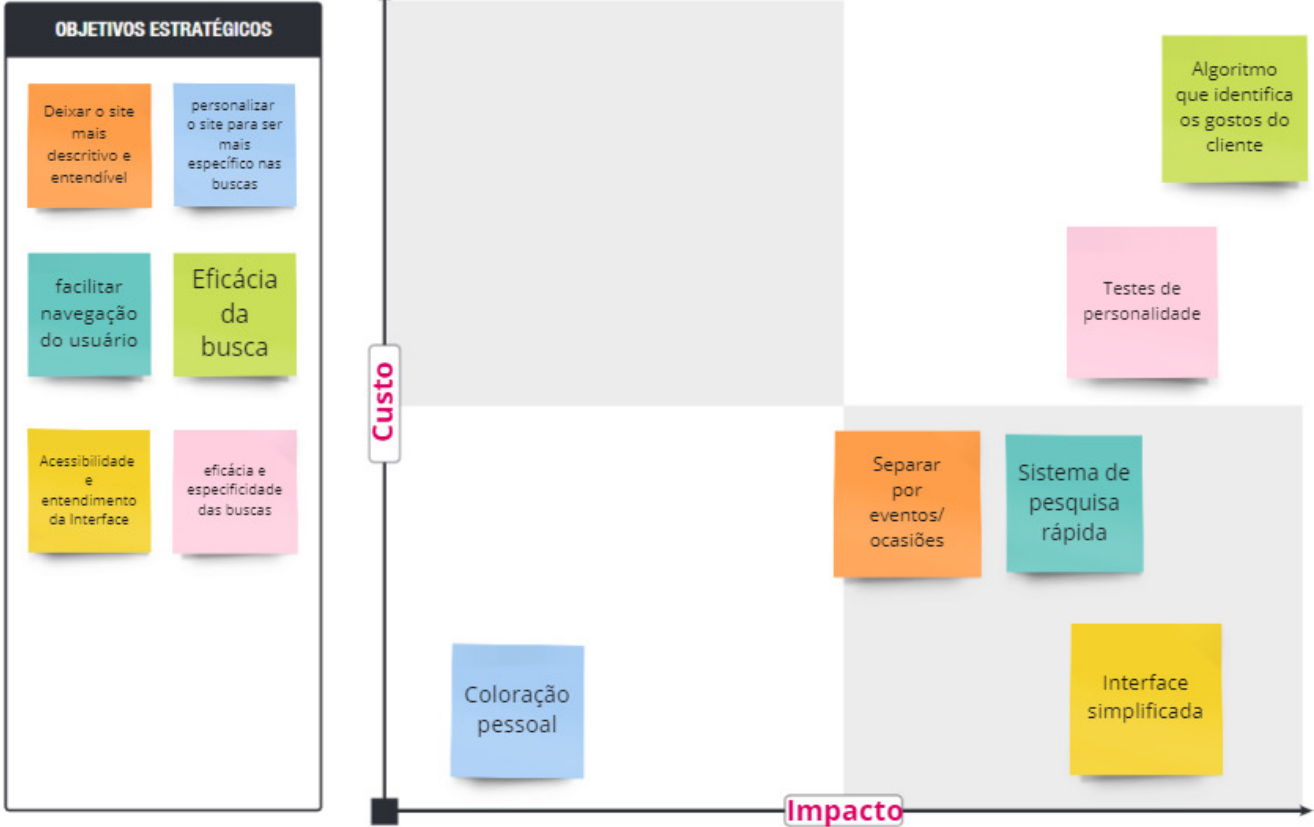 OBJETIVOS ESTRATÉGICOS
Deixar o site
mais
descritivo e
entendível
personalizar
o site para ser
mais
específico nas
buscas
facilitar
navegação
do usuário
Eficácia
da
busca
Acessibilidade
e
entendimento
da Interface
eficácia e
especificidade
das buscas
Custo
Algoritmo
que identifica
os gostos do
cliente
Testes de
personalidade
Separar
por
eventos/
ocasiões
Sistema de
pesquisa
rápida
Coloração
pessoal
Interface
simplificada
Impacto